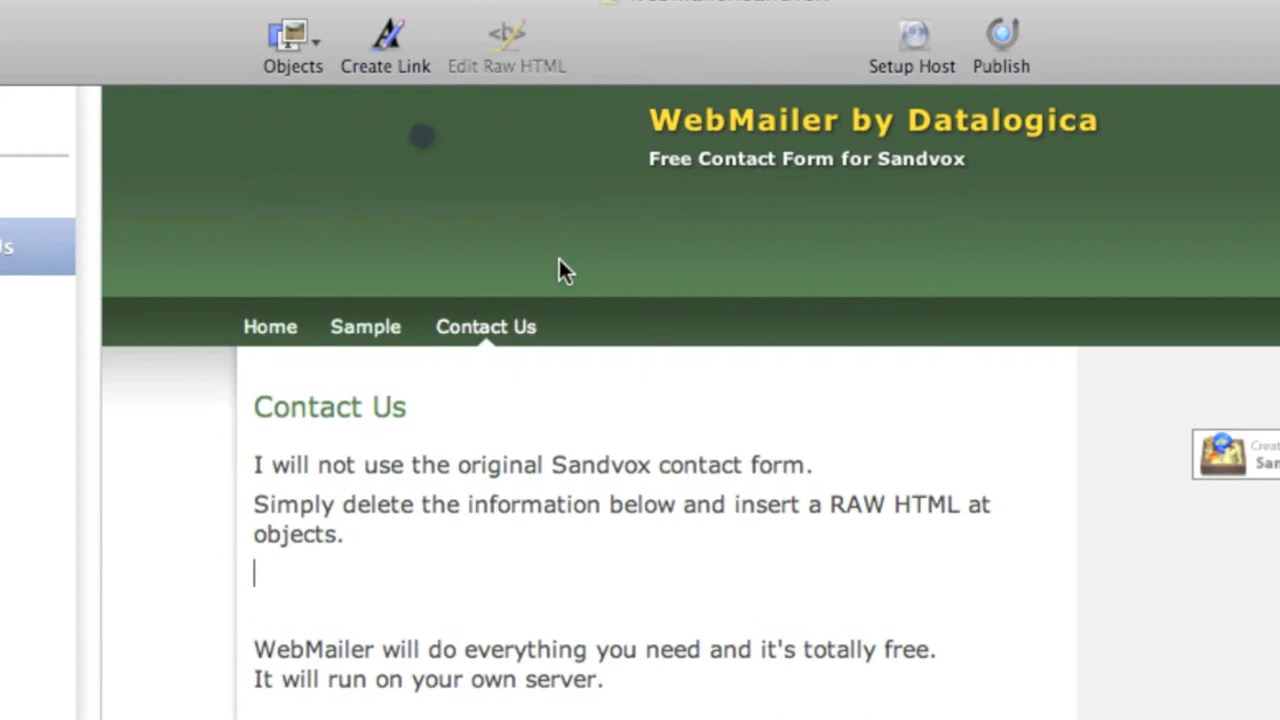 Objects
Create Link
Edit Raw HTML
Setup Host
Publish
WebMailer by Datalogica
Free Contact Form for Sandvox
Home
Sample
Contact Us
Contact Us
I will not use the original Sandvox contact form.
Simply delete the information below and insert a RAW HTML at
objects.
WebMailer will do everything you need and it's totally free.
It will run on your own server.